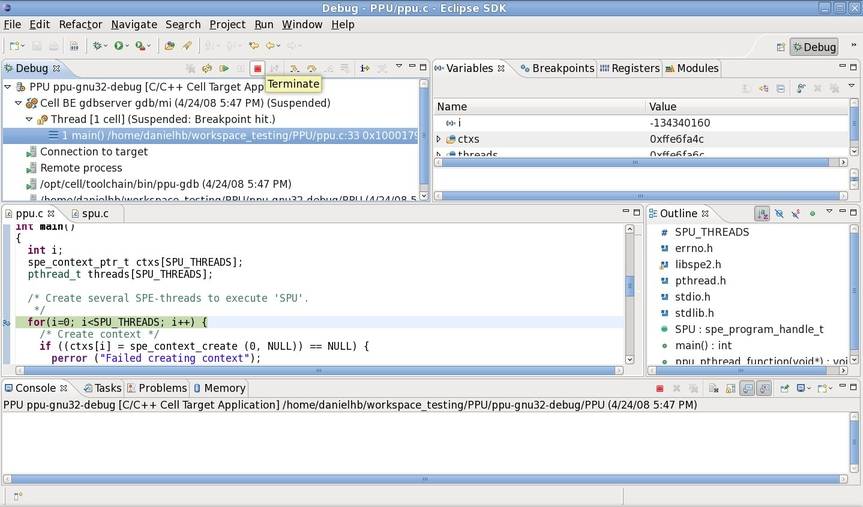 Debug - PPU/ppu.c - Eclipse SDK
File Edit Refactor Navigate Search Project Run Window Help
Debug
Debug
Terminate
PPU ppu-gnu32-debug [C/C++ Cell Target App
Cell BE gdbserver gdb/mi (4/24/08 5:47 PM) (Suspended)
Thread [1 cell] (Suspended: Breakpoint hit.)
1 main() /home/danielhb/workspace_testing/PPU/ppu.c:33 0x1000179
Connection to target
Remote process
/opt/cell/toolchain/bin/ppu-gdb (4/24/08 5:47 PM)
/home/danielhb/workspace_testing/PPU/ppu-gnu32-debug/PPU (4/24/08 5
Variables Breakpoints Registers Modules
Name Value
i -134340160
ctxs 0xffe6fa4c
threads 0xffe6fa6c
ppu.c spu.c
int main()
{
int i;
spe_context_ptr_t ctxs[SPU_THREADS];
pthread_t threads[SPU_THREADS];
/* Create several SPE-threads to execute 'SPU'.
*/
for(i=0; i<SPU_THREADS; i++) {
/* Create context */
if ((ctxs[i] = spe_context_create (0, NULL)) == NULL) {
perror ("Failed creating context");
Outline
SPU_THREADS
errno.h
libspe2.h
pthread.h
stdio.h
stdlib.h
SPU : spe_program_handle_t
main() : int
ppu_pthread_function(void*) : voi
Console Tasks Problems Memory
PPU ppu-gnu32-debug [C/C++ Cell Target Application] /home/danielhb/workspace_testing/PPU/ppu-gnu32-debug/PPU (4/24/08 5:47 PM)